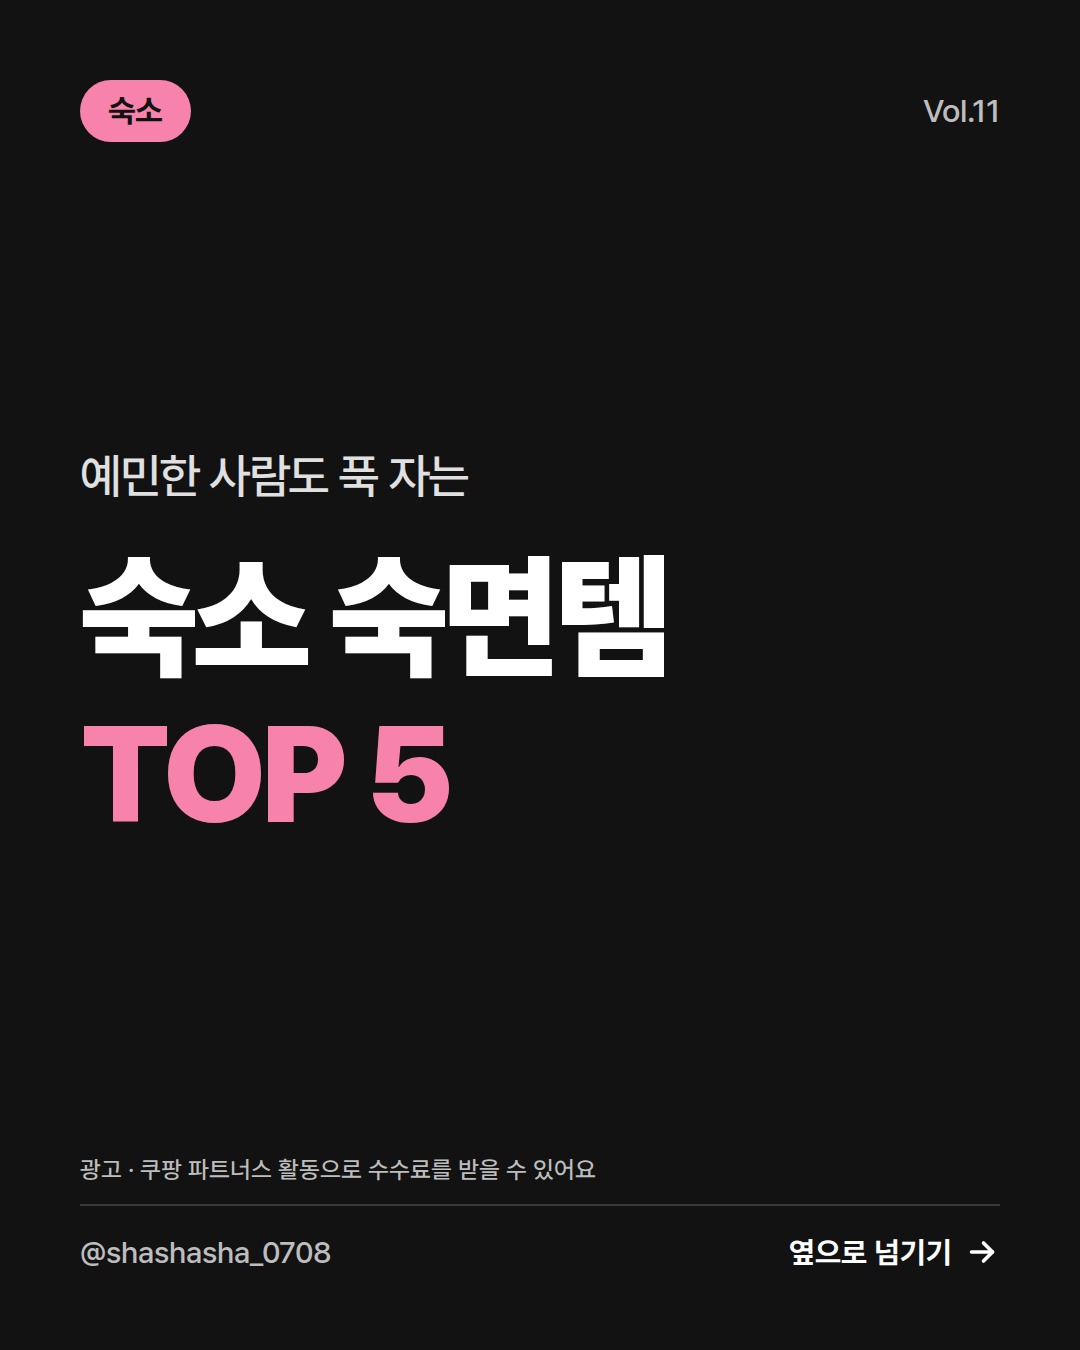 숙소
Vol.11
예민한 사람도 푹 자는
숙소 숙면템
TOP 5
광고 · 쿠팡 파트너스 활동으로 수수료를 받을 수 있어요
@shashasha_0708
옆으로 넘기기 →